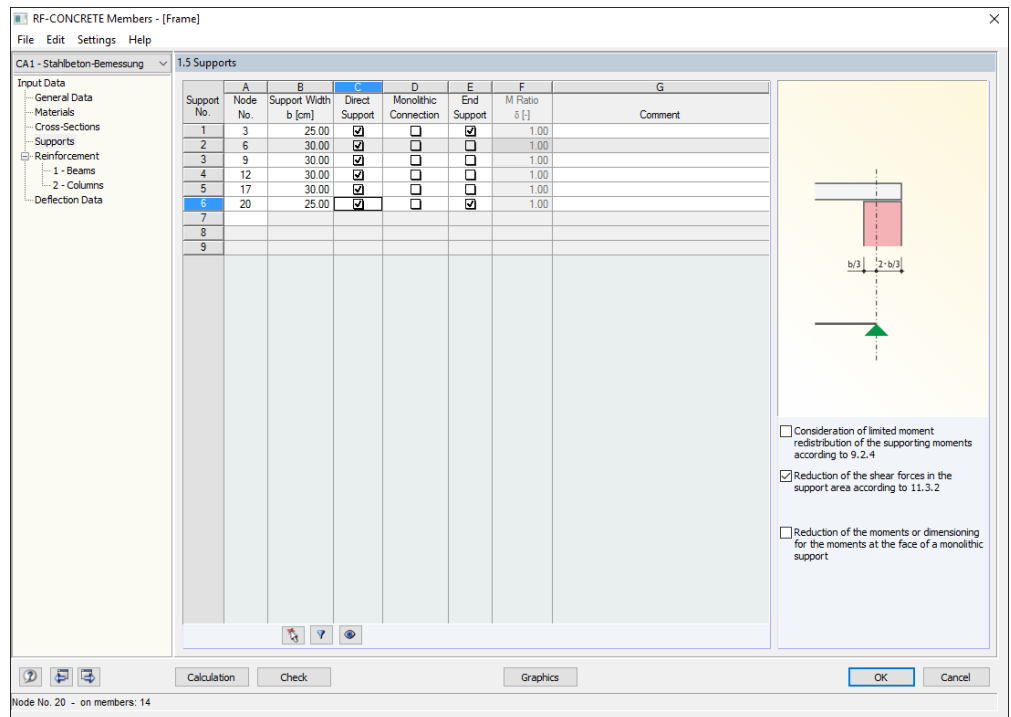 RF-CONCRETE Members - [Frame]
File Edit Settings Help
CA1 - Stahlbeton-Bemessung
1.5 Supports
Input Data
General Data
Materials
Cross-Sections
Supports
Reinforcement
1 - Beams
2 - Columns
Deflection Data
A B C D E F G
Support Node Support Width Direct Monolithic End M Ratio
No. No. b [cm] Support Connection Support δ [-] Comment
1 3 25.00 1.00
2 6 30.00 1.00
3 9 30.00 1.00
4 12 30.00 1.00
5 17 30.00 1.00
6 20 25.00 1.00
7
8
9
b/3 2·b/3
Consideration of limited moment
redistribution of the supporting moments
according to 9.2.4
Reduction of the shear forces in the
support area according to 11.3.2
Reduction of the moments or dimensioning
for the moments at the face of a monolithic
support
Calculation Check Graphics OK Cancel
Node No. 20 - on members: 14